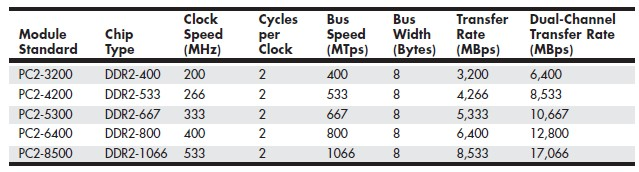 Module Standard Chip Type Clock Speed (MHz) Cycles per Clock Bus Speed (MTps) Bus Width (Bytes) Transfer Rate (MBps) Dual-Channel Transfer Rate (MBps)
PC2-3200 DDR2-400 200 2 400 8 3,200 6,400
PC2-4200 DDR2-533 266 2 533 8 4,266 8,533
PC2-5300 DDR2-667 333 2 667 8 5,333 10,667
PC2-6400 DDR2-800 400 2 800 8 6,400 12,800
PC2-8500 DDR2-1066 533 2 1066 8 8,533 17,066